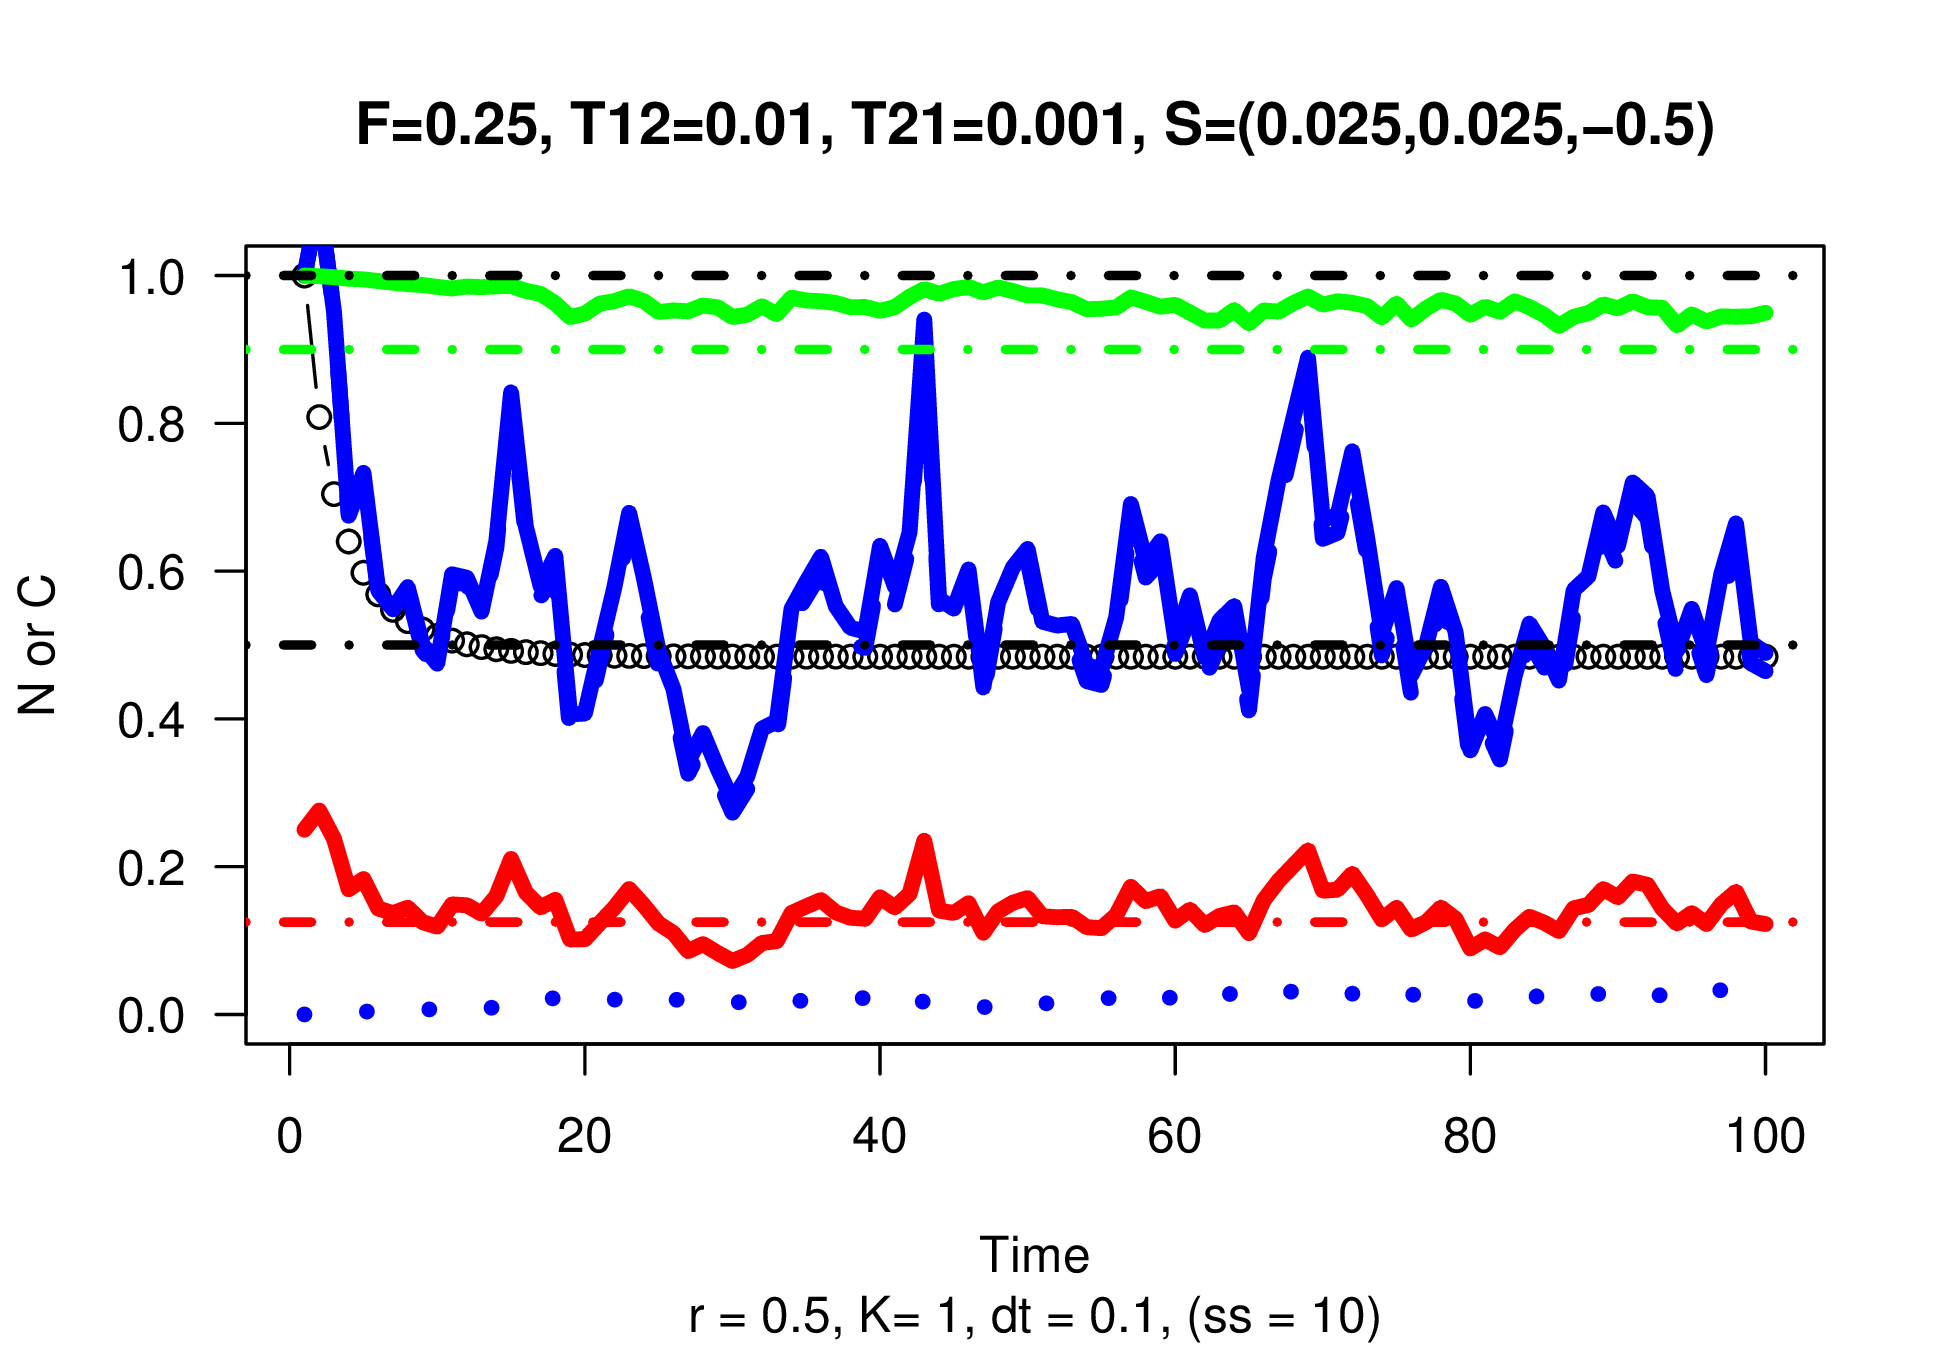 F=0.25, T12=0.01, T21=0.001, S=(0.025,0.025,−0.5)
N or C
1.0
0.8
0.6
0.4
0.2
0.0
0 20 40 60 80 100
Time
r = 0.5, K= 1, dt = 0.1, (ss = 10)